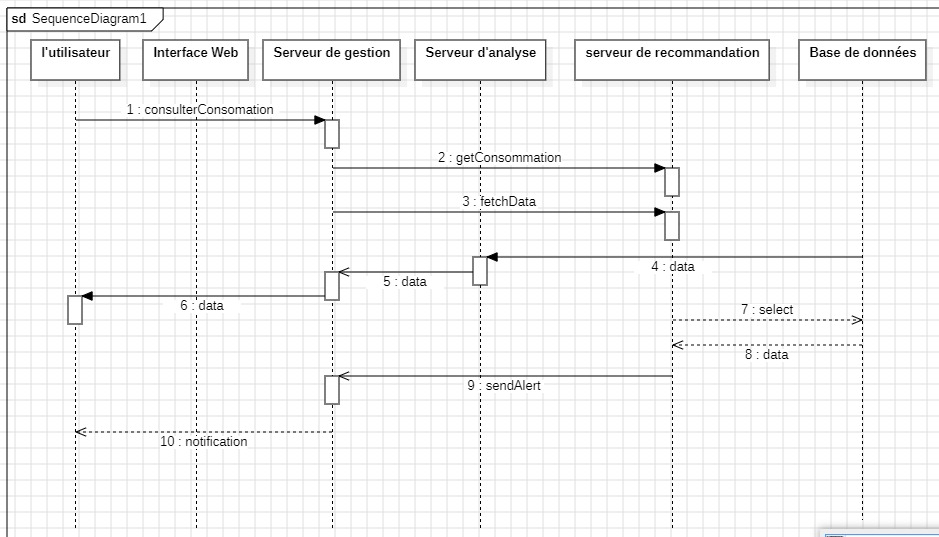 sd SequenceDiagram1
l'utilisateur
Interface Web
Serveur de gestion
Serveur d'analyse
serveur de recommandation
Base de données
1 : consulterConsomation
2 : getConsommation
3 : fetchData
4 : data
5 : data
6 : data
7 : select
8 : data
9 : sendAlert
10 : notification